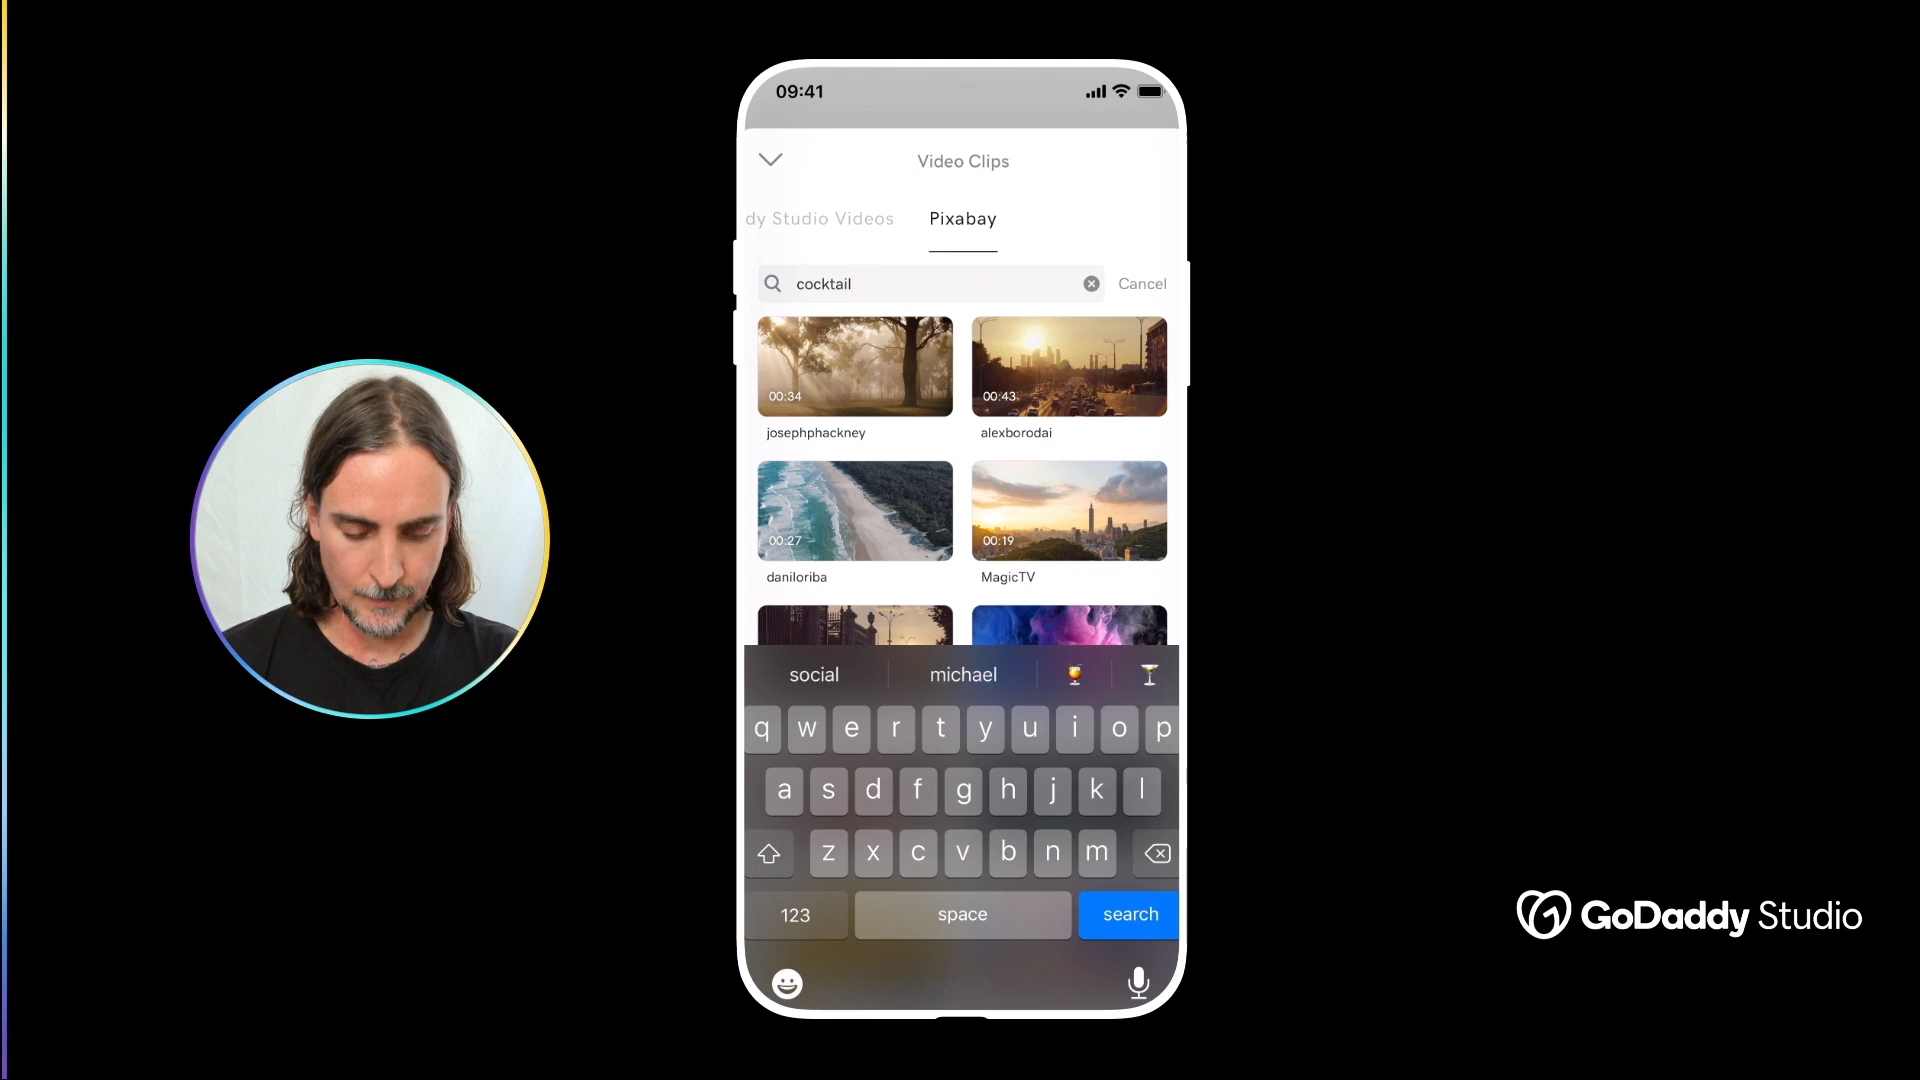 09:41
Video Clips
dy Studio Videos
Pixabay
cocktail
Cancel
00:34
00:43
josephphackney
alexborodai
00:27
00:19
daniloriba
MagicTV
social
michael
q w e r t y u i o p
a s d f g h j k l
z x c v b n m
123
space
search
GoDaddy Studio